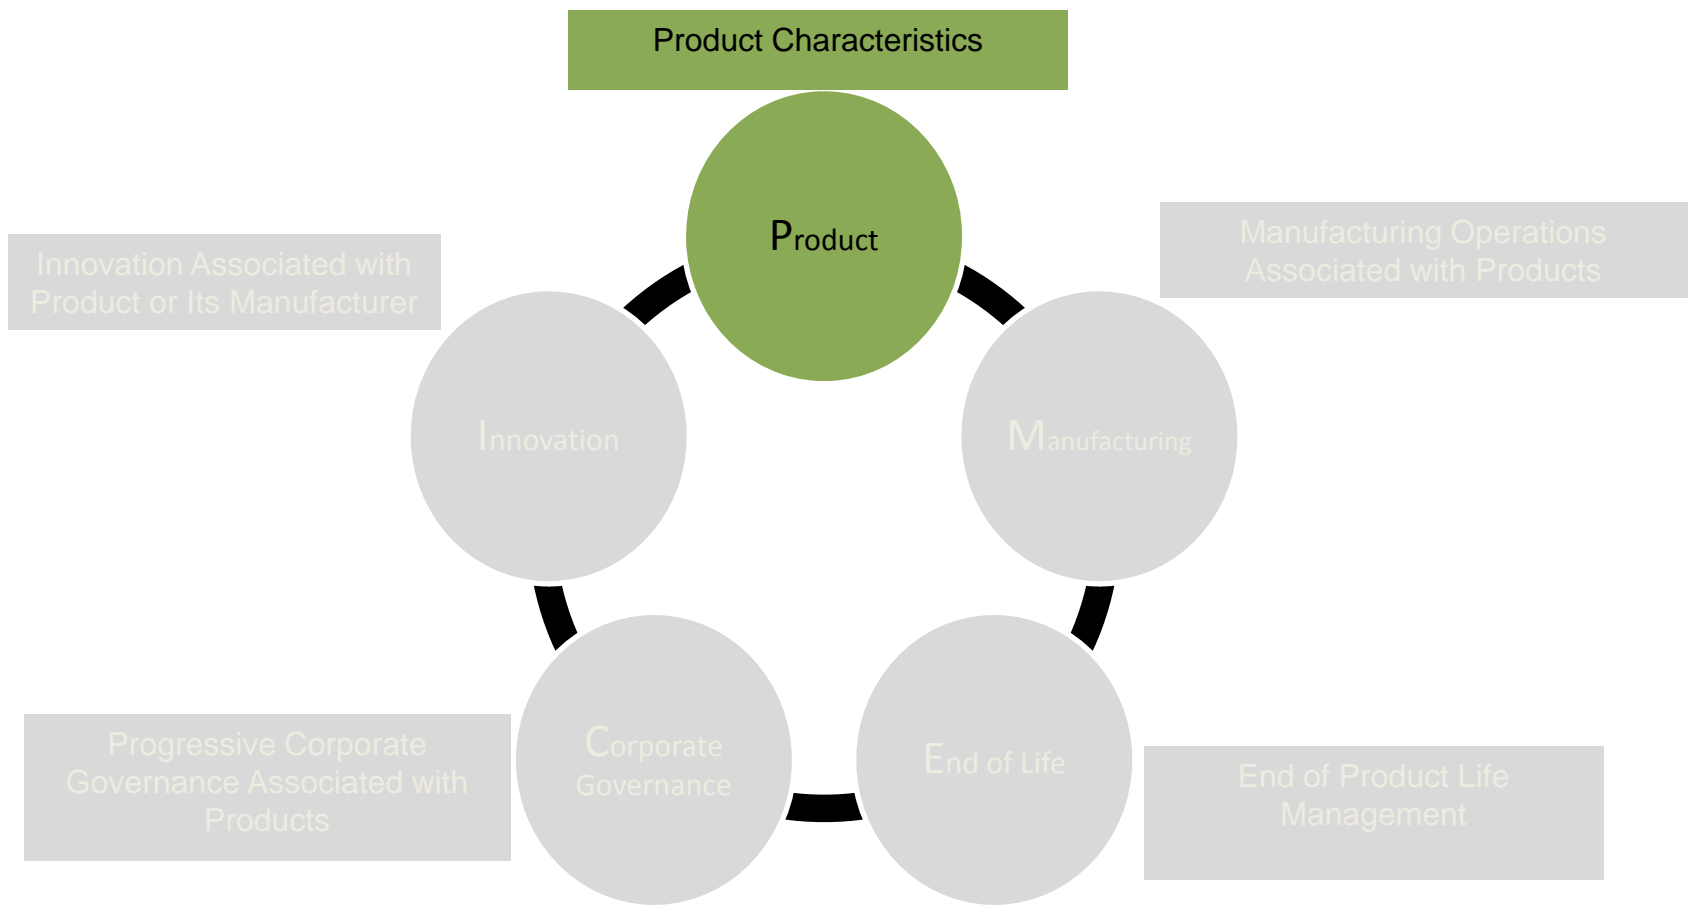 Product Characteristics
Product
Manufacturing Operations
Associated with Products
Innovation Associated with
Product or Its Manufacturer
Innovation
Manufacturing
Corporate
Governance
End of Life
Progressive Corporate
Governance Associated with
Products
End of Product Life
Management